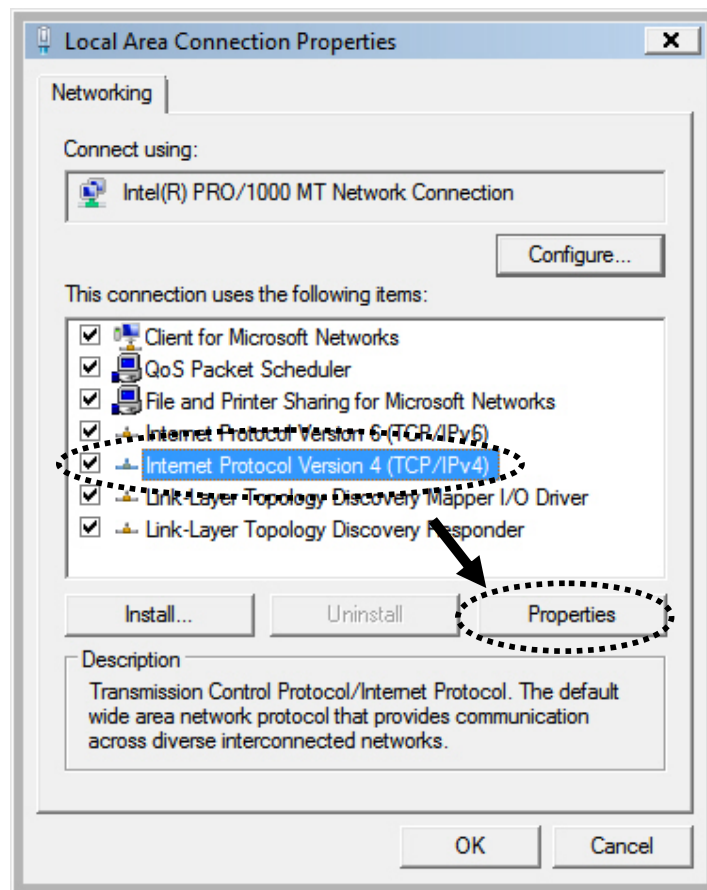 Local Area Connection Properties
Networking
Connect using:
Intel(R) PRO/1000 MT Network Connection
Configure...
This connection uses the following items:
Client for Microsoft Networks
QoS Packet Scheduler
File and Printer Sharing for Microsoft Networks
Internet Protocol Version 6 (TCP/IPv6)
Internet Protocol Version 4 (TCP/IPv4)
Link-Layer Topology Discovery Mapper I/O Driver
Link-Layer Topology Discovery Responder
Install... Uninstall Properties
Description
Transmission Control Protocol/Internet Protocol. The default
wide area network protocol that provides communication
across diverse interconnected networks.
OK Cancel